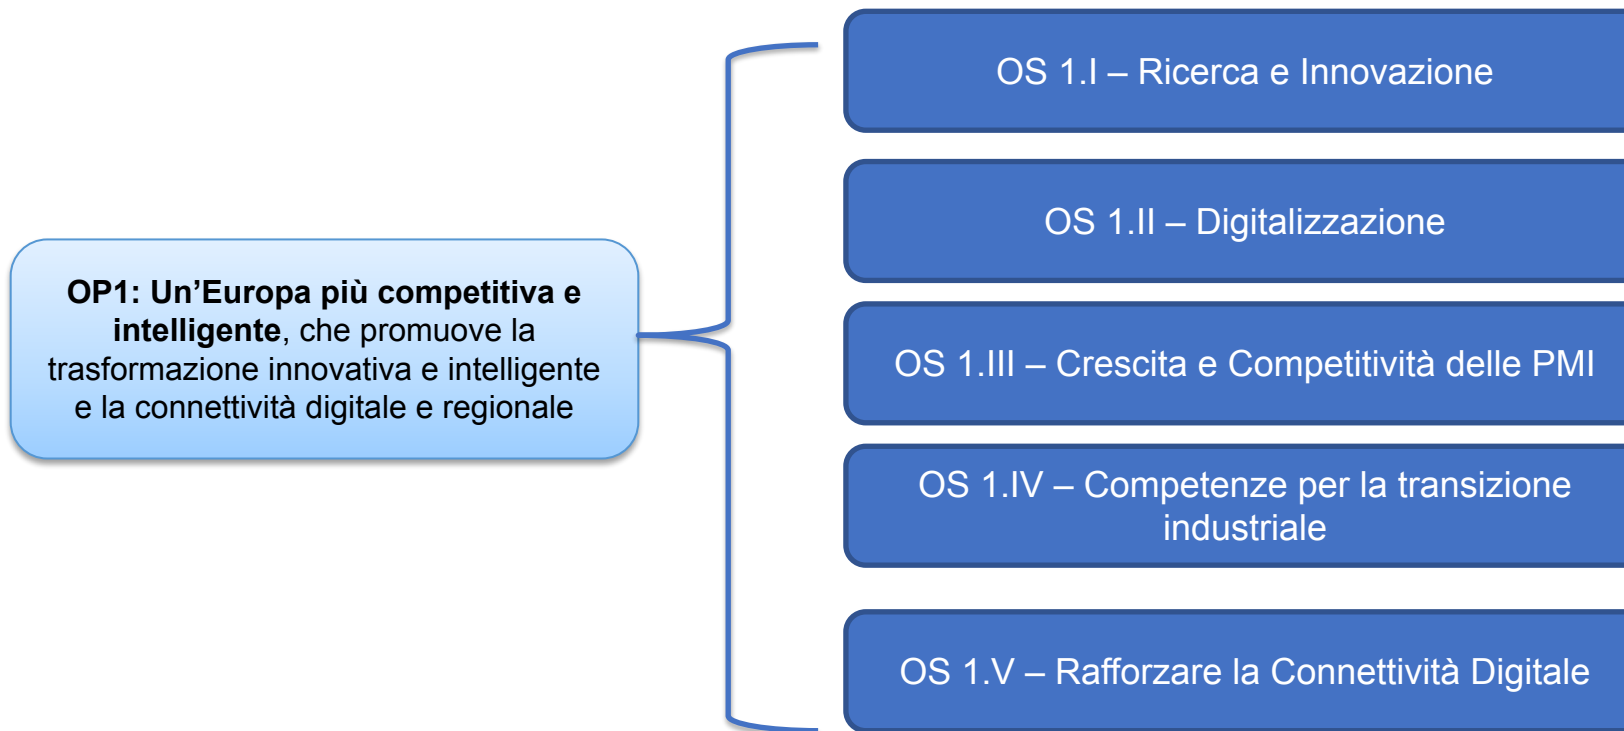 OP1: Un’Europa più competitiva e
intelligente, che promuove la
trasformazione innovativa e intelligente
e la connettività digitale e regionale
OS 1.I – Ricerca e Innovazione
OS 1.II – Digitalizzazione
OS 1.III – Crescita e Competitività delle PMI
OS 1.IV – Competenze per la transizione
industriale
OS 1.V – Rafforzare la Connettività Digitale